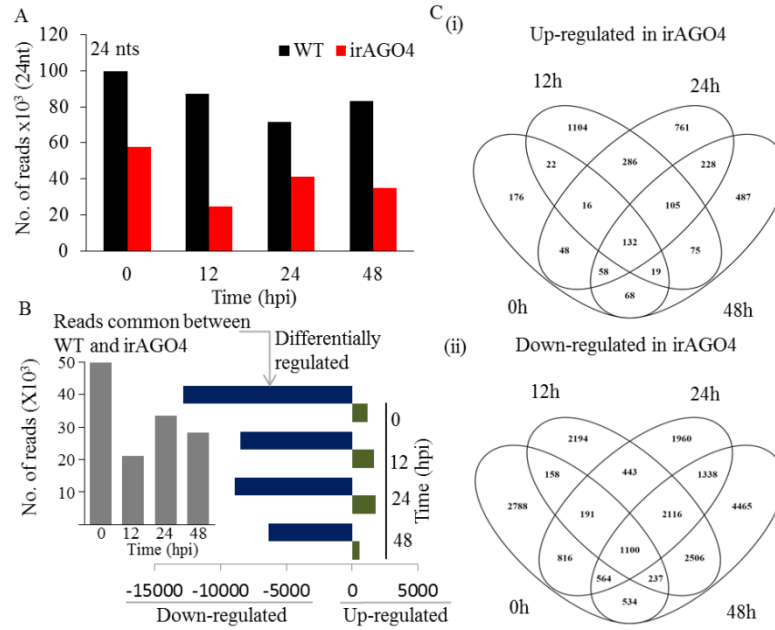 A
24 nts
WT
irAGO4
No. of reads x10³ (24nt)
120
100
80
60
40
20
0
0
12
24
48
Time (hpi)
B
Reads common between
WT and irAGO4
Differentially
regulated
No. of reads (X10³)
50
40
30
20
10
0
12
24
48
Time (hpi)
0
12
24
48
Time (hpi)
-15000
-10000
-5000
0
5000
Down-regulated
Up-regulated
C
(i)
Up-regulated in irAGO4
12h
24h
1104
761
22
286
228
176
16
105
487
48
132
75
58
19
68
0h
48h
(ii)
Down-regulated in irAGO4
12h
24h
2194
1960
158
443
1338
2788
191
2116
4465
816
1100
2506
564
237
534
0h
48h